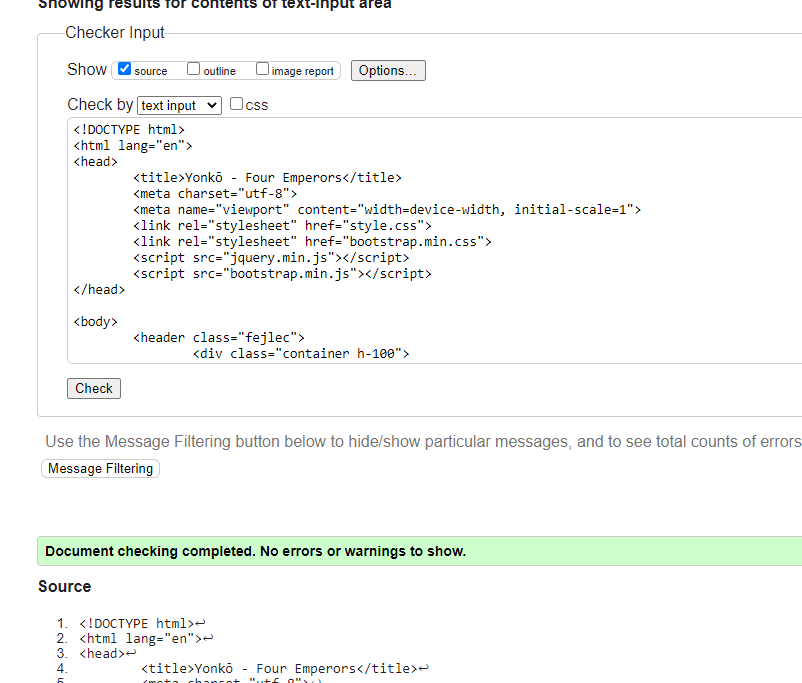 Showing results for contents of text-input area
Checker Input
Show source outline image report Options...
Check by text input css
<!DOCTYPE html>
<html lang="en">
<head>
<title>Yonkō - Four Emperors</title>
<meta charset="utf-8">
<meta name="viewport" content="width=device-width, initial-scale=1">
<link rel="stylesheet" href="style.css">
<link rel="stylesheet" href="bootstrap.min.css">
<script src="jquery.min.js"></script>
<script src="bootstrap.min.js"></script>
</head>
<body>
<header class="fejlec">
<div class="container h-100">
Check
Use the Message Filtering button below to hide/show particular messages, and to see total counts of errors
Message Filtering
Document checking completed. No errors or warnings to show.
Source
1. <!DOCTYPE html>↩
2. <html lang="en">↩
3. <head>↩
4. <title>Yonkō - Four Emperors</title>↩
5. <meta charset="utf-8">↩